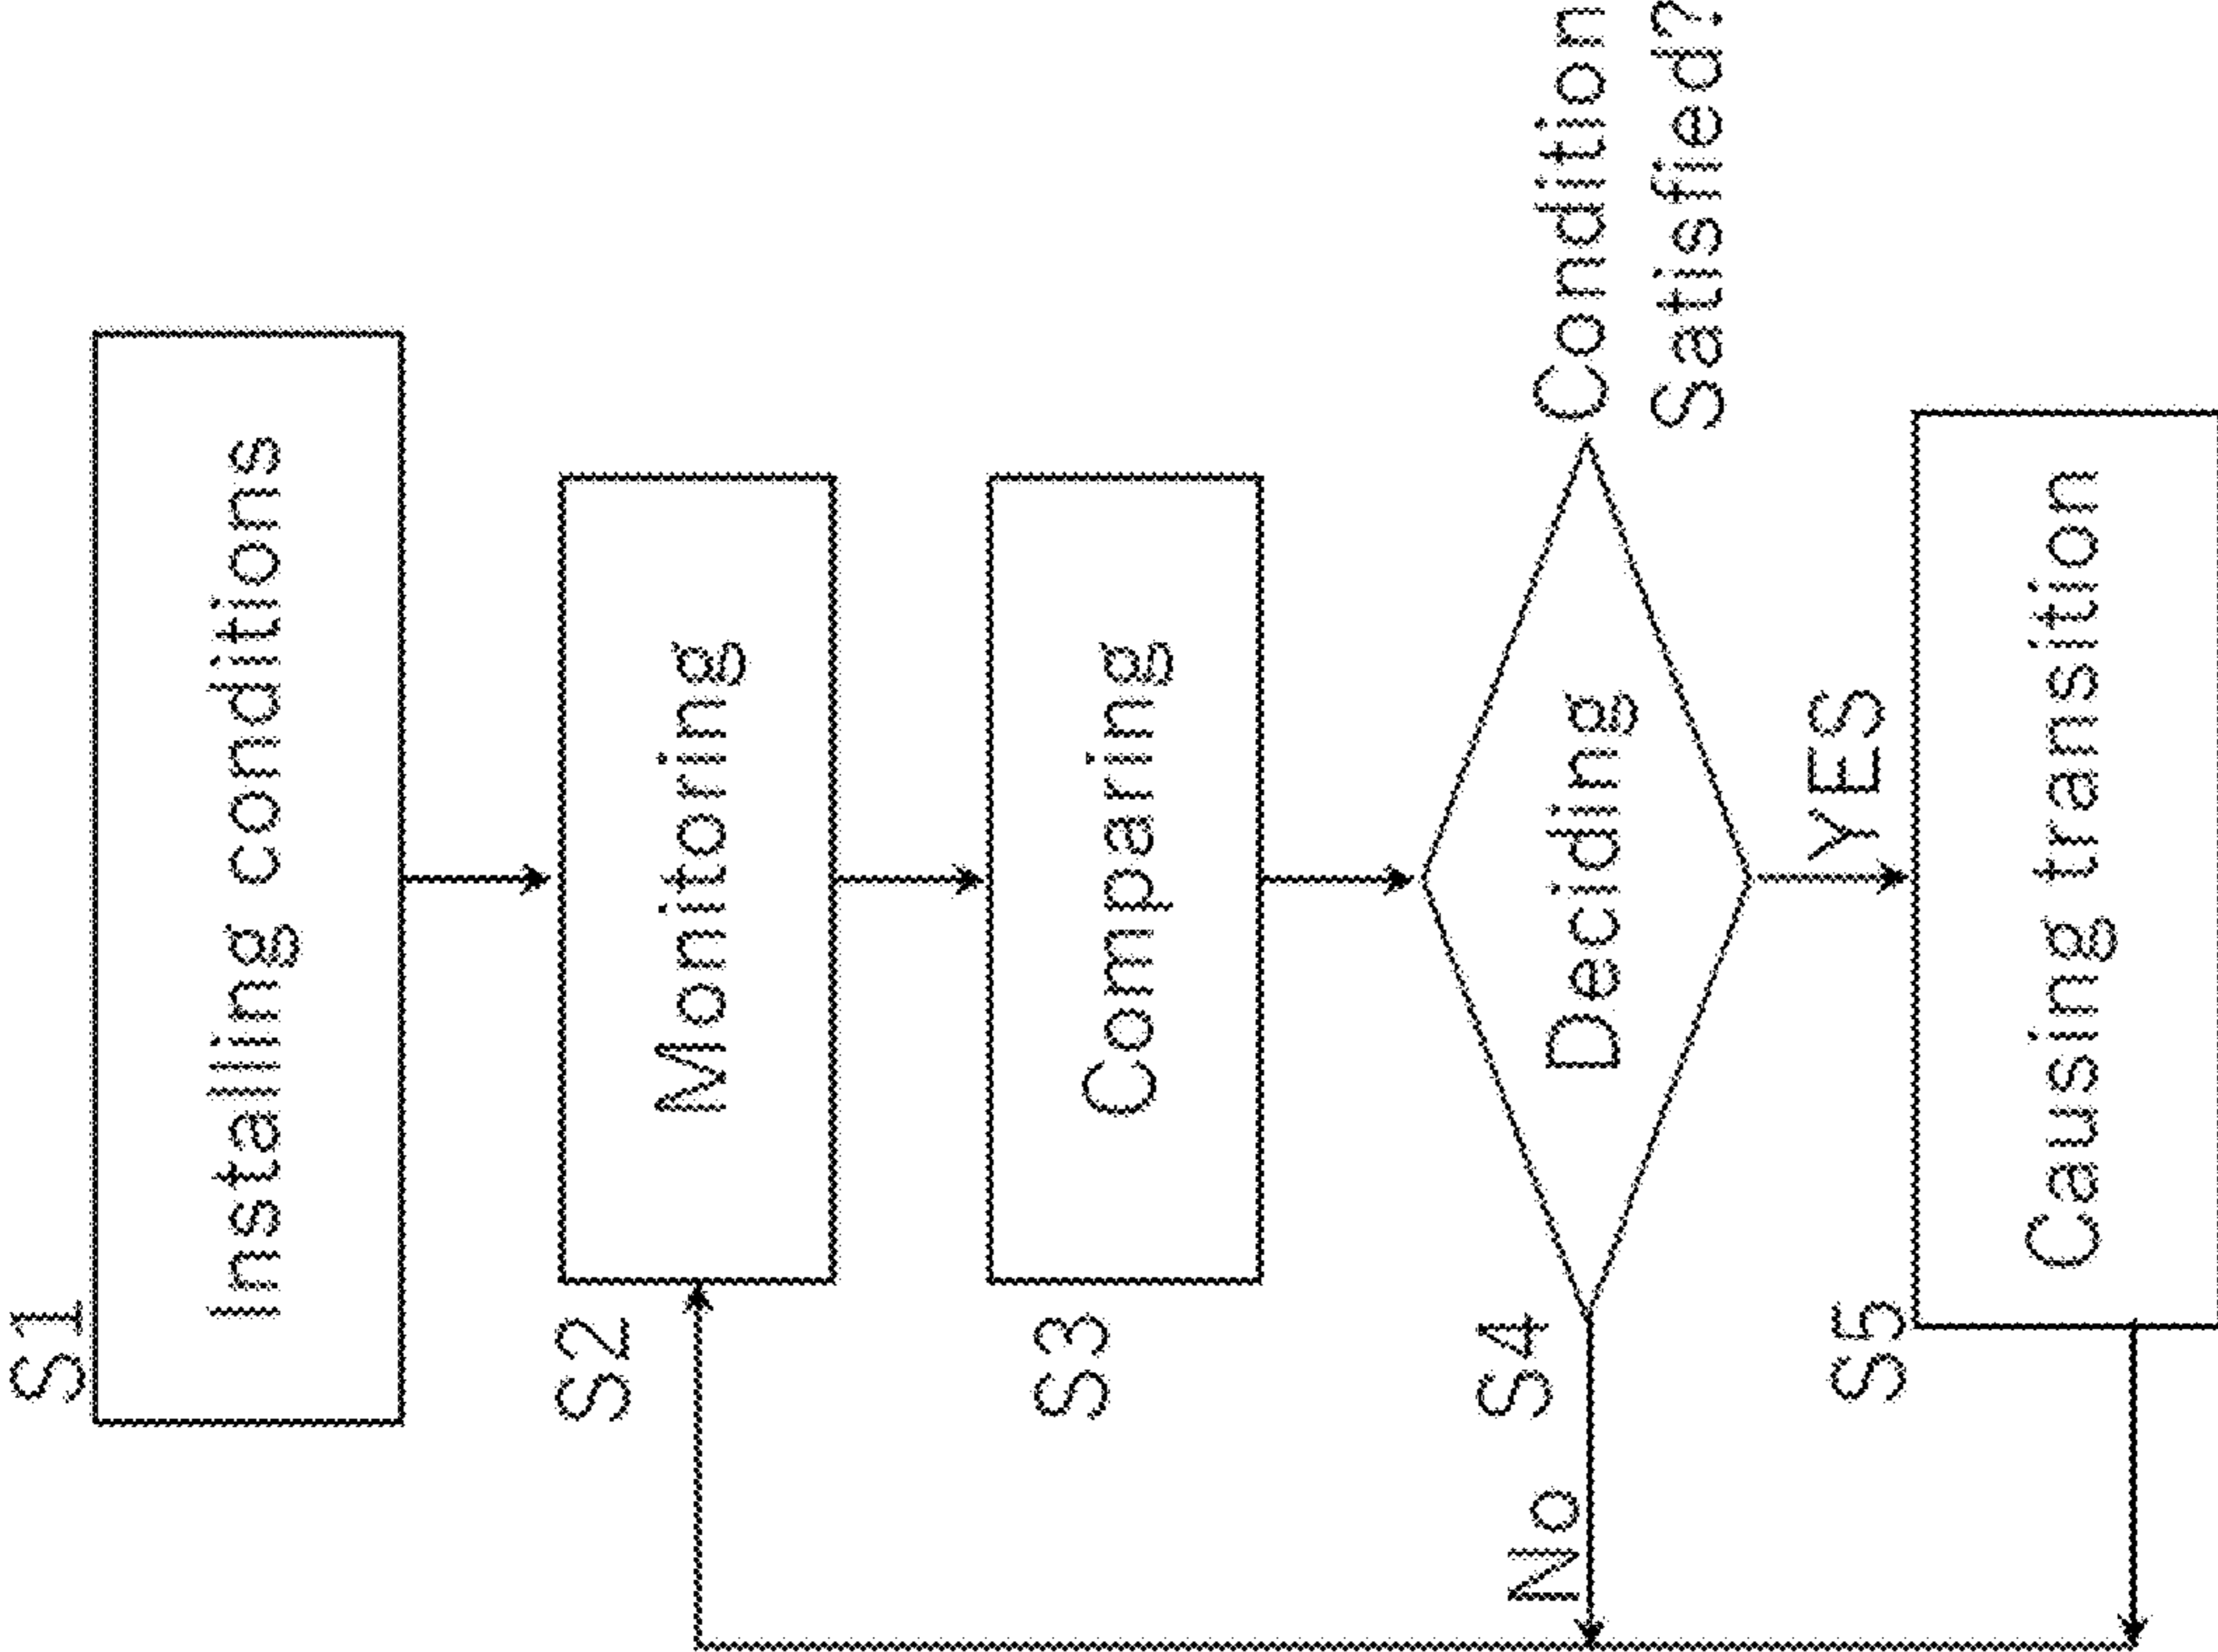 S1
Installing conditions
S2
Monitoring
S3
Comparing
S4
Deciding
Condition
Satisfied?
No
YES
S5
Causing transition